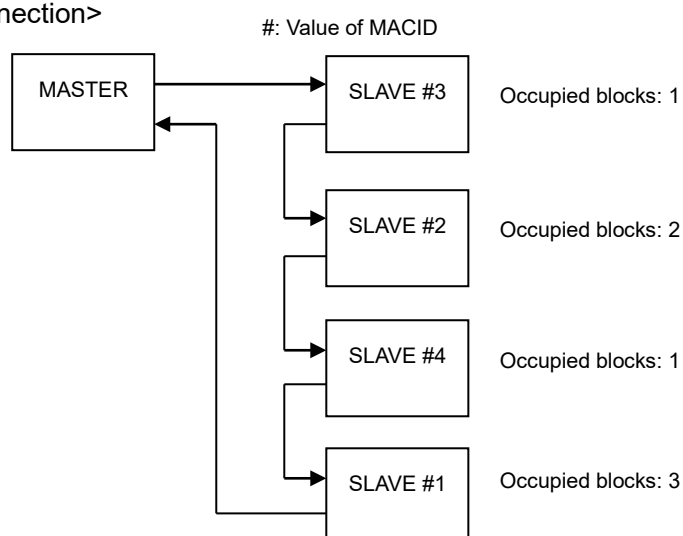 nection>
#: Value of MACID
MASTER
SLAVE #3
Occupied blocks: 1
SLAVE #2
Occupied blocks: 2
SLAVE #4
Occupied blocks: 1
SLAVE #1
Occupied blocks: 3